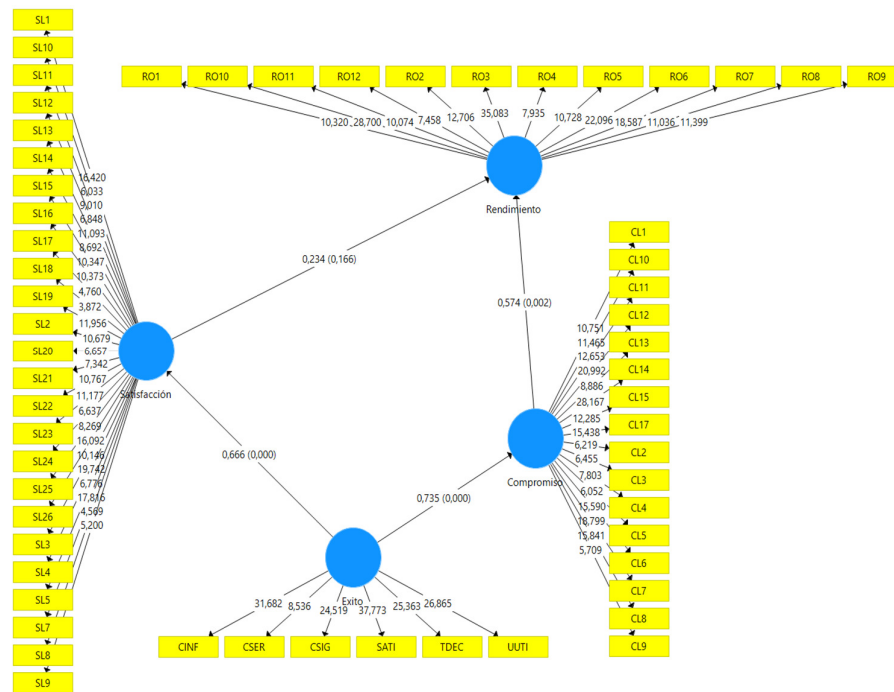 SL1
SL10
SL11
SL12
SL13
SL14
SL15
SL16
SL17
SL18
SL19
SL2
SL20
SL21
SL22
SL23
SL24
SL25
SL26
SL3
SL4
SL5
SL7
SL8
SL9
16,420
6,033
9,010
6,848
11,093
8,692
10,347
10,373
4,760
3,872
11,956
10,679
6,657
7,342
10,767
11,177
6,637
8,269
16,092
10,146
19,742
6,776
17,816
4,569
5,200
Satisfacción
RO1 RO10 RO11 RO12 RO2 RO3 RO4 RO5 RO6 RO7 RO8 RO9
10,320 28,700 10,074 7,458 12,706 35,083 7,935 10,728 22,096 18,587 11,036 11,399
Rendimiento
0,234 (0,166)
0,574 (0,002)
0,666 (0,000)
0,735 (0,000)
CL1
CL10
CL11
CL12
CL13
CL14
CL15
CL17
CL2
CL3
CL4
CL5
CL6
CL7
CL8
CL9
10,751
11,465
12,653
20,992
8,886
28,167
12,285
15,438
6,219
6,455
7,803
6,052
15,590
18,799
15,841
5,709
Compromiso
Exito
31,682 8,536 24,519 37,773 25,363 26,865
CINF CSER CSIG SATI TDEC UUTI